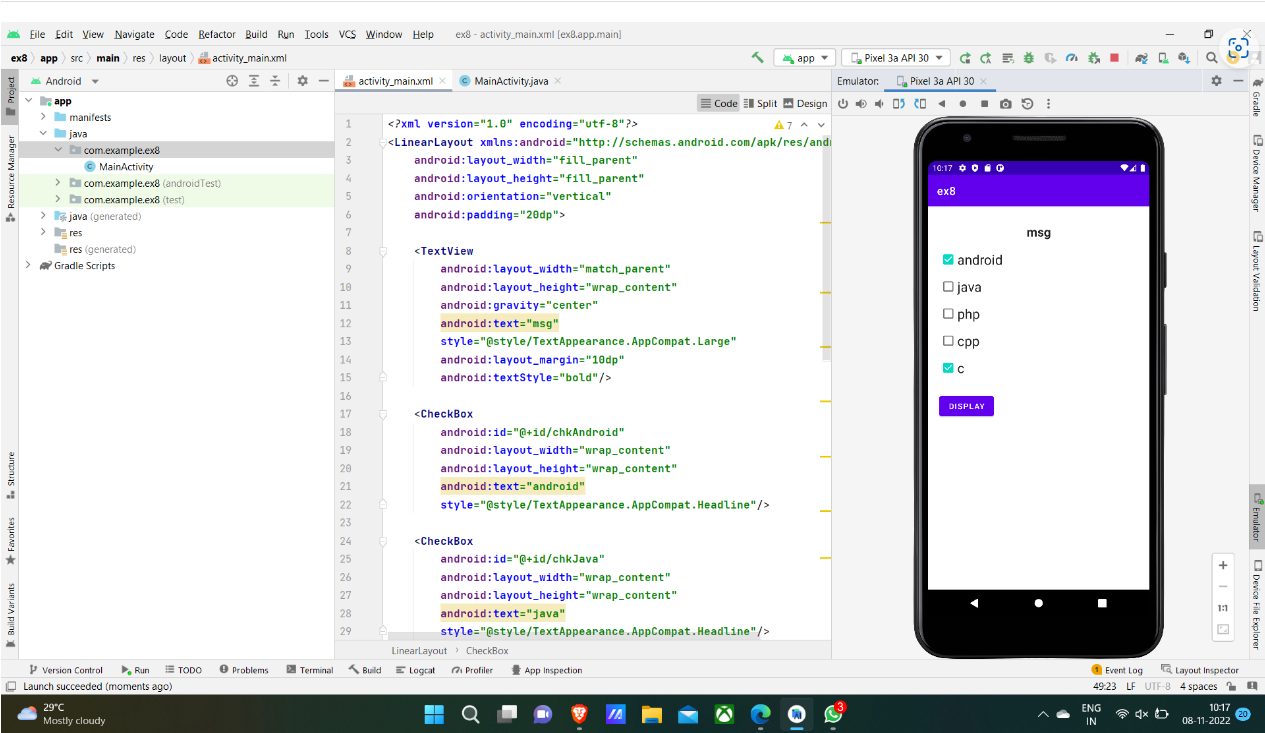 File Edit View Navigate Code Refactor Build Run Tools VCS Window Help ex8 - activity_main.xml [ex8.app.main]
ex8 app src main res layout activity_main.xml app Pixel 3a API 30
Android
activity_main.xml MainActivity.java
Emulator: Pixel 3a API 30
Code Split Design
Project
Resource Manager
Structure
Favorites
Build Variants
app
manifests
java
com.example.ex8
MainActivity
com.example.ex8 (androidTest)
com.example.ex8 (test)
java (generated)
res
res (generated)
Gradle Scripts
7
1 <?xml version="1.0" encoding="utf-8"?>
2 <LinearLayout xmlns:android="http://schemas.android.com/apk/res/and
3 android:layout_width="fill_parent"
4 android:layout_height="fill_parent"
5 android:orientation="vertical"
6 android:padding="20dp">
7
8 <TextView
9 android:layout_width="match_parent"
10 android:layout_height="wrap_content"
11 android:gravity="center"
12 android:text="msg"
13 style="@style/TextAppearance.AppCompat.Large"
14 android:layout_margin="10dp"
15 android:textStyle="bold"/>
16
17 <CheckBox
18 android:id="@+id/chkAndroid"
19 android:layout_width="wrap_content"
20 android:layout_height="wrap_content"
21 android:text="android"
22 style="@style/TextAppearance.AppCompat.Headline"/>
23
24 <CheckBox
25 android:id="@+id/chkJava"
26 android:layout_width="wrap_content"
27 android:layout_height="wrap_content"
28 android:text="java"
29 style="@style/TextAppearance.AppCompat.Headline"/>
LinearLayout CheckBox
10:17
ex8
msg
android
java
php
cpp
c
DISPLAY
1:1
Gradle
Device Manager
Layout Validation
Emulator
Device File Explorer
Version Control Run TODO Problems Terminal Build Logcat Profiler App Inspection 1 Event Log Layout Inspector
Launch succeeded (moments ago) 49:23 LF UTF-8 4 spaces
29°C
Mostly cloudy
3
ENG
IN
10:17
08-11-2022
20